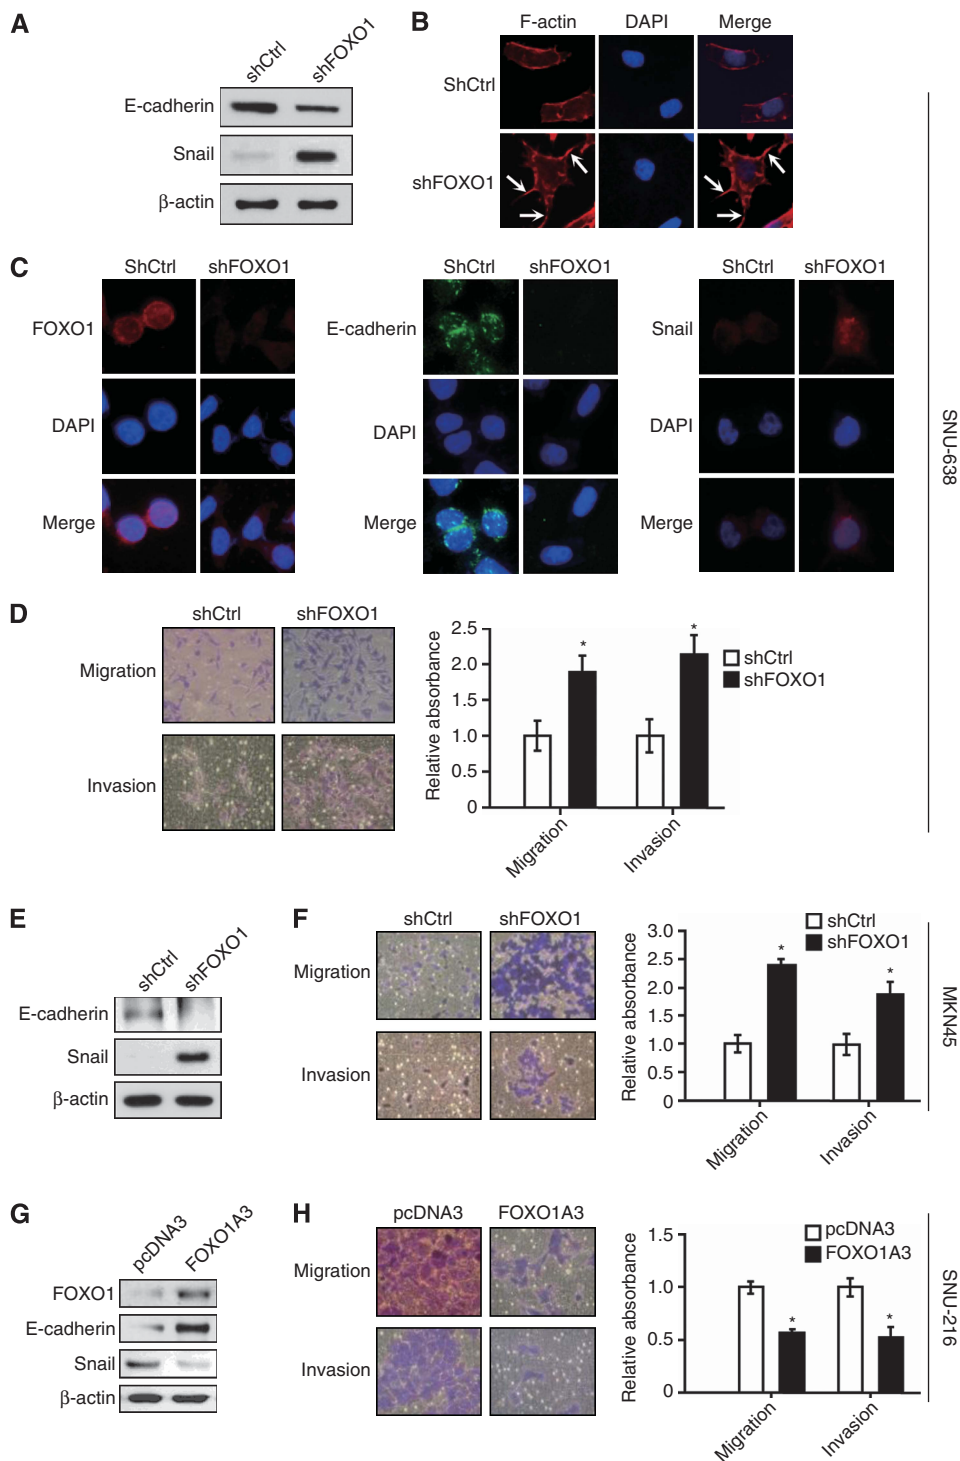 A
shCtrl
shFOXO1
E-cadherin
Snail
β-actin
B
F-actin
DAPI
Merge
ShCtrl
shFOXO1
C
ShCtrl
shFOXO1
FOXO1
DAPI
Merge
ShCtrl
shFOXO1
E-cadherin
DAPI
Merge
ShCtrl
shFOXO1
Snail
DAPI
Merge
SNU-638
D
shCtrl
shFOXO1
Migration
Invasion
Relative absorbance
2.5
2.0
1.5
1.0
0.5
0
*
*
Migration
Invasion
shCtrl
shFOXO1
E
shCtrl
shFOXO1
E-cadherin
Snail
β-actin
F
shCtrl
shFOXO1
Migration
Invasion
Relative absorbance
3.0
2.5
2.0
1.5
1.0
0.5
0
*
*
Migration
Invasion
shCtrl
shFOXO1
MKN45
G
pcDNA3
FOXO1A3
FOXO1
E-cadherin
Snail
β-actin
H
pcDNA3
FOXO1A3
Migration
Invasion
Relative absorbance
1.5
1.0
0.5
0
*
*
Migration
Invasion
pcDNA3
FOXO1A3
SNU-216